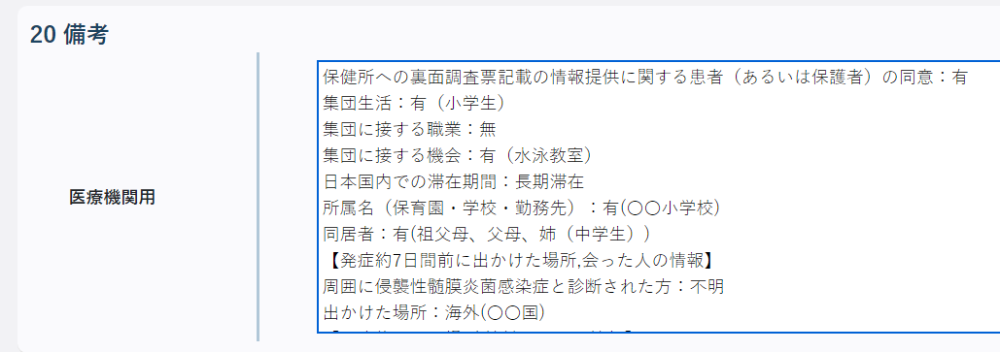 20 備考
医療機関用
保健所への裏面調査票記載の情報提供に関する患者（あるいは保護者）の同意：有
集団生活：有（小学生）
集団に接する職業：無
集団に接する機会：有（水泳教室）
日本国内での滞在期間：長期滞在
所属名（保育園・学校・勤務先）：有(〇〇小学校)
同居者：有(祖父母、父母、姉（中学生）)
【発症約7日間前に出かけた場所,会った人の情報】
周囲に侵襲性髄膜炎菌感染症と診断された方：不明
出かけた場所：海外(〇〇国)